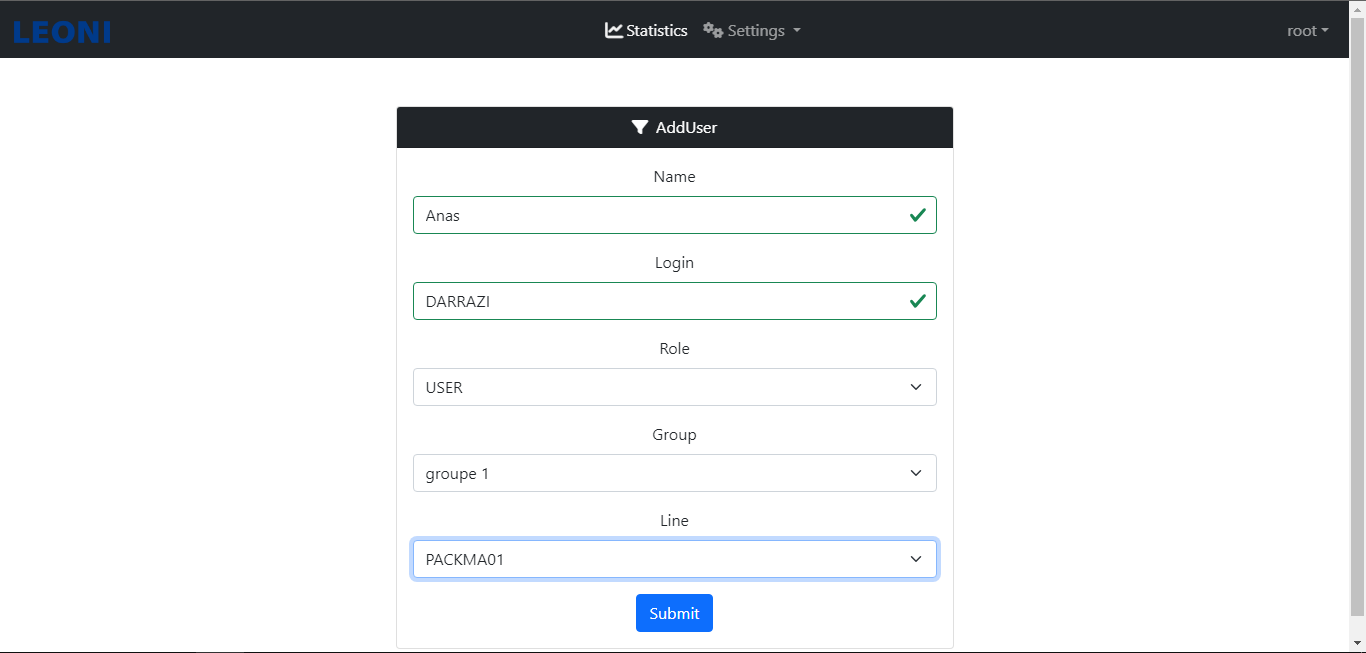 LEONI
Statistics
Settings
root
AddUser
Name
Anas
Login
DARRAZI
Role
USER
Group
groupe 1
Line
PACKMA01
Submit